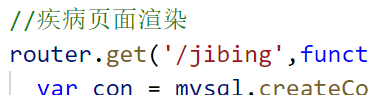 //疾病页面渲染
router.get('/jibing',funct
var con = mysql.createCo